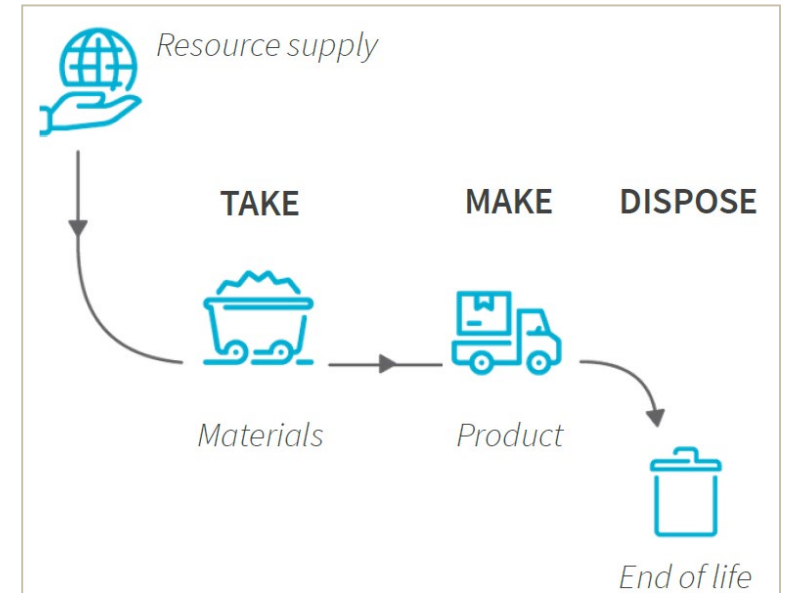 Resource supply
TAKE
MAKE
DISPOSE
Materials
Product
End of life